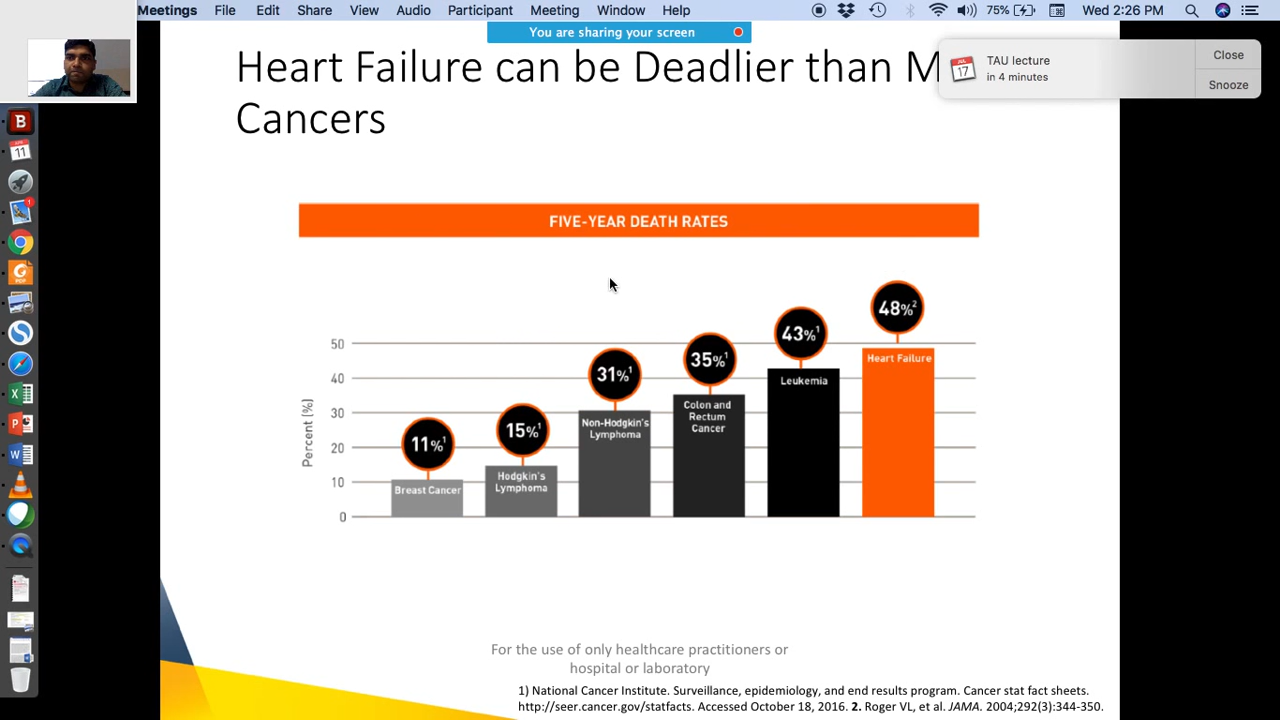 Meetings File Edit Share View Audio Participant Meeting Window Help 75% Wed 2:26 PM
You are sharing your screen
TAU lecture
in 4 minutes
Close
Snooze
JUL
17
Heart Failure can be Deadlier than M
Cancers
B
APR
11
1
FIVE-YEAR DEATH RATES
Percent (%)
50
40
30
20
10
0
11%1
Breast Cancer
15%1
Hodgkin's
Lymphoma
31%1
Non-Hodgkin's
Lymphoma
35%1
Colon and
Rectum
Cancer
43%1
Leukemia
48%2
Heart Failure
For the use of only healthcare practitioners or
hospital or laboratory
1) National Cancer Institute. Surveillance, epidemiology, and end results program. Cancer stat fact sheets.
http://seer.cancer.gov/statfacts. Accessed October 18, 2016. 2. Roger VL, et al. JAMA. 2004;292(3):344-350.